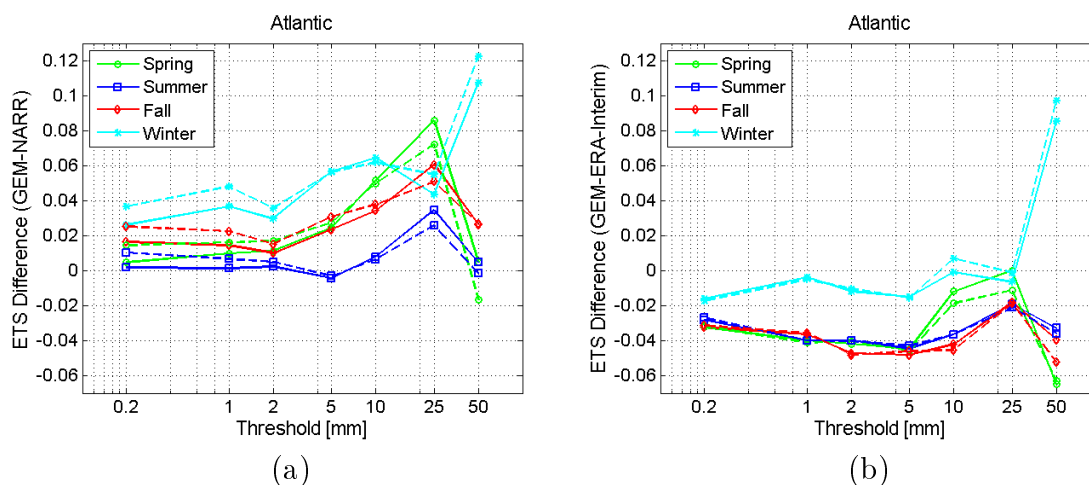 Atlantic
ETS Difference (GEM-NARR)
0.12
0.1
0.08
0.06
0.04
0.02
0
-0.02
-0.04
-0.06
Spring
Summer
Fall
Winter
0.2 1 2 5 10 25 50
Threshold [mm]
(a)
Atlantic
ETS Difference (GEM-ERA-Interim)
0.12
0.1
0.08
0.06
0.04
0.02
0
-0.02
-0.04
-0.06
Spring
Summer
Fall
Winter
0.2 1 2 5 10 25 50
Threshold [mm]
(b)